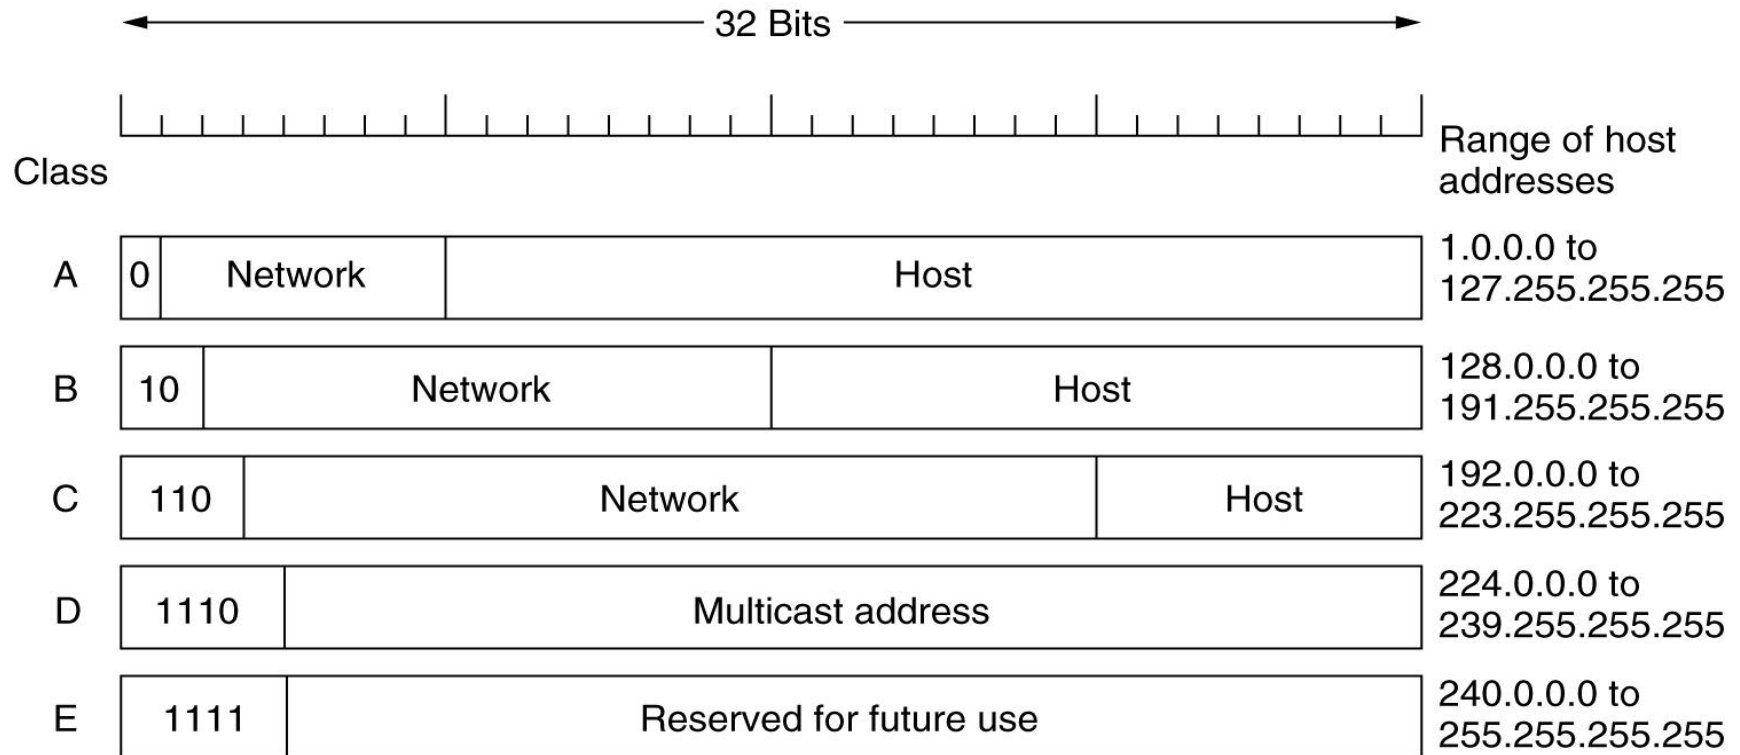 32 Bits
Range of host
addresses
Class
A
0
Network
Host
1.0.0.0 to
127.255.255.255
B
10
Network
Host
128.0.0.0 to
191.255.255.255
C
110
Network
Host
192.0.0.0 to
223.255.255.255
D
1110
Multicast address
224.0.0.0 to
239.255.255.255
E
1111
Reserved for future use
240.0.0.0 to
255.255.255.255